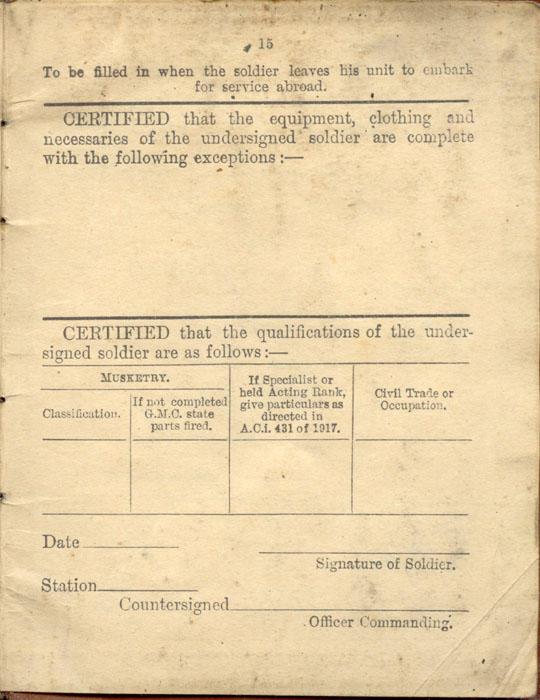 15
To be filled in when the soldier leaves his unit to embark
for service abroad.
CERTIFIED that the equipment, clothing and
necessaries of the undersigned soldier are complete
with the following exceptions :—
CERTIFIED that the qualifications of the under-
signed soldier are as follows :—
MUSKETRY.
Classification.
If not completed
G.M.C. state
parts fired.
If Specialist or
held Acting Rank,
give particulars as
directed in
A.C.i. 431 of 1917.
Civil Trade or
Occupation.
Date
Signature of Soldier.
Station
Countersigned
Officer Commanding.